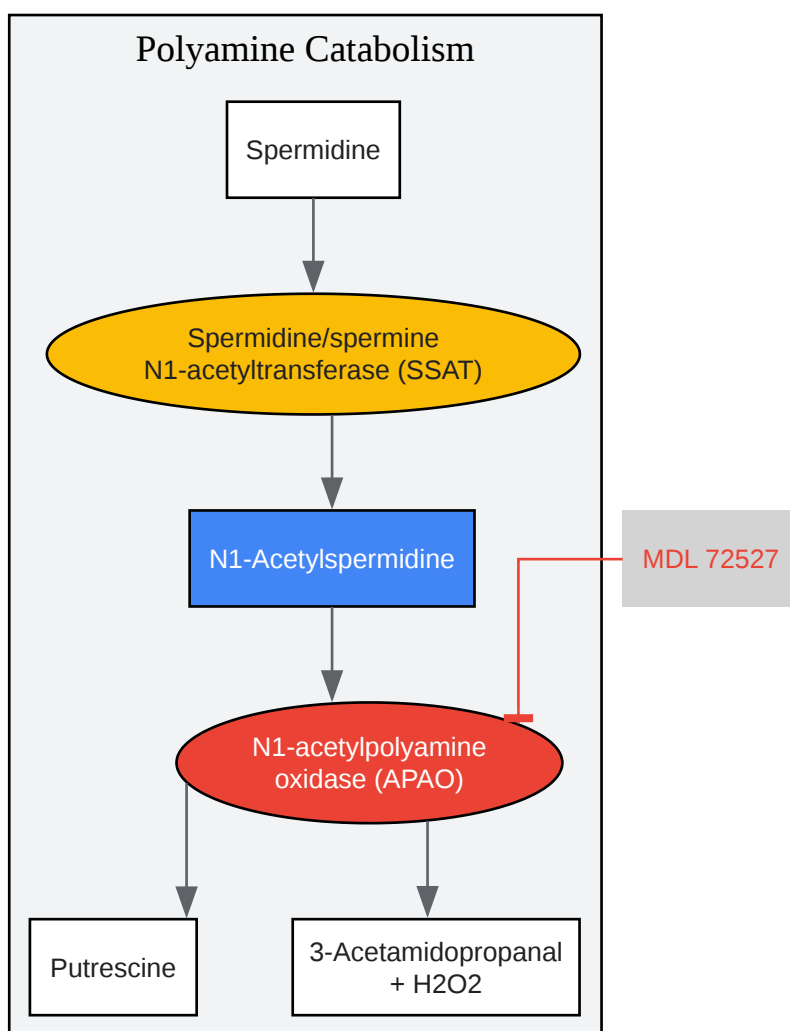 Polyamine Catabolism
Spermidine
Spermidine/spermine
N1-acetyltransferase (SSAT)
N1-Acetylspermidine
MDL 72527
N1-acetylpolyamine
oxidase (APAO)
Putrescine
3-Acetamidopropanal
+ H2O2